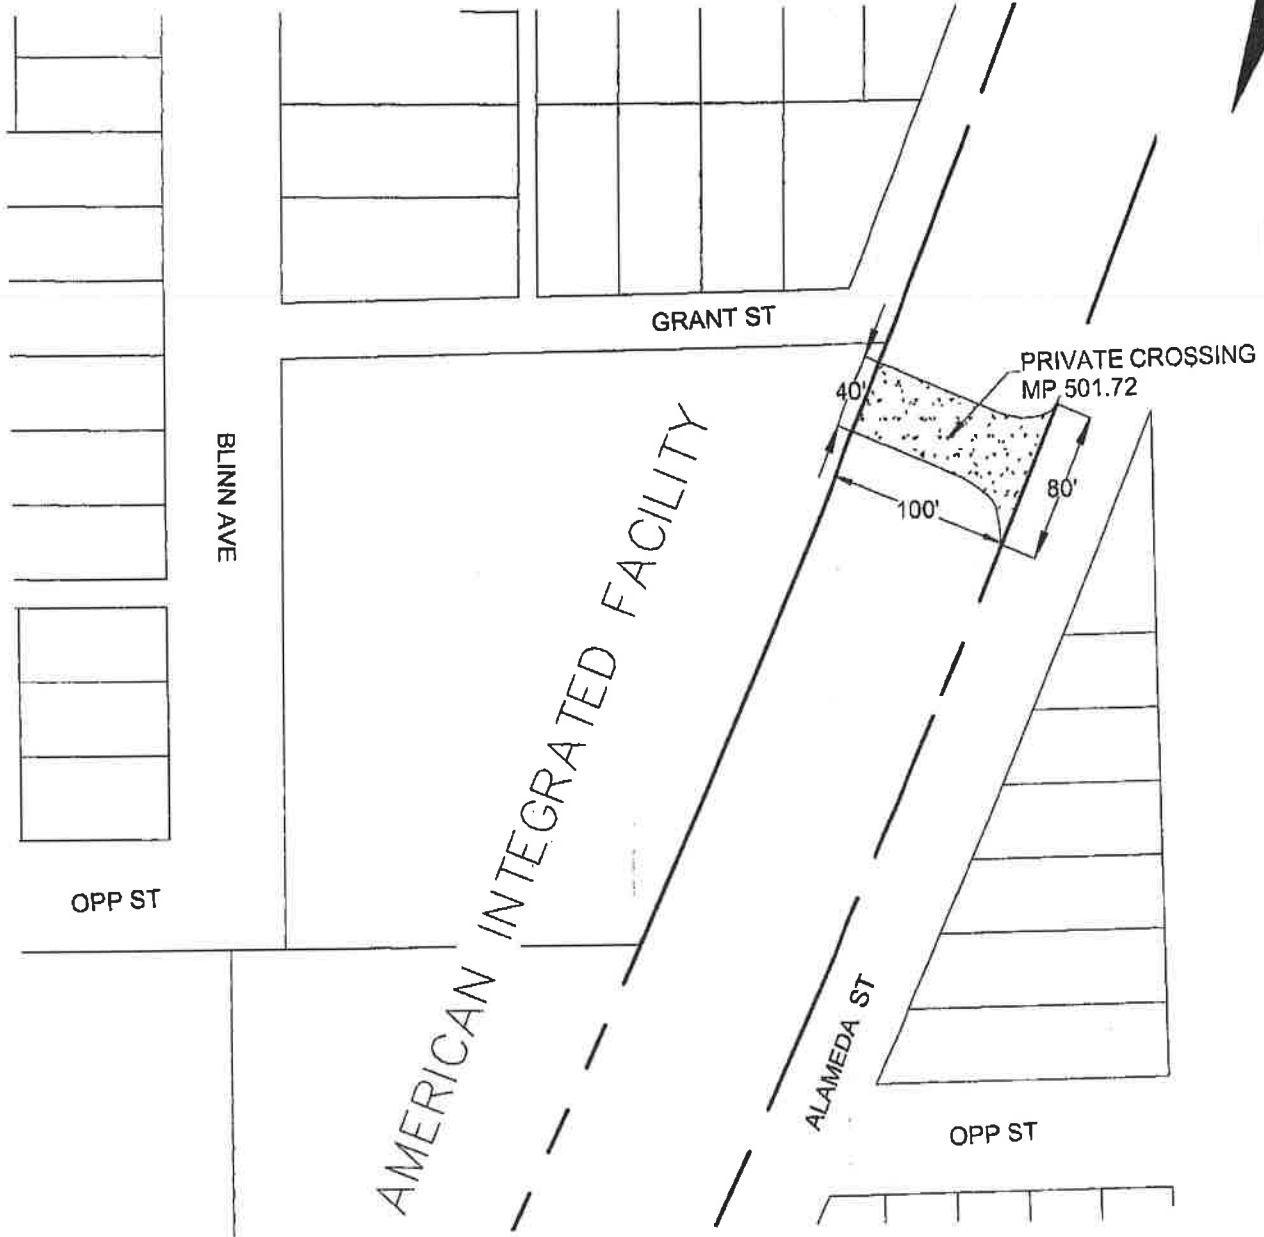 GRANT ST
PRIVATE CROSSING
MP 501.72
40'
80'
100'
BLINN AVE
AMERICAN INTEGRATED FACILITY
OPP ST
ALAMEDA ST
OPP ST